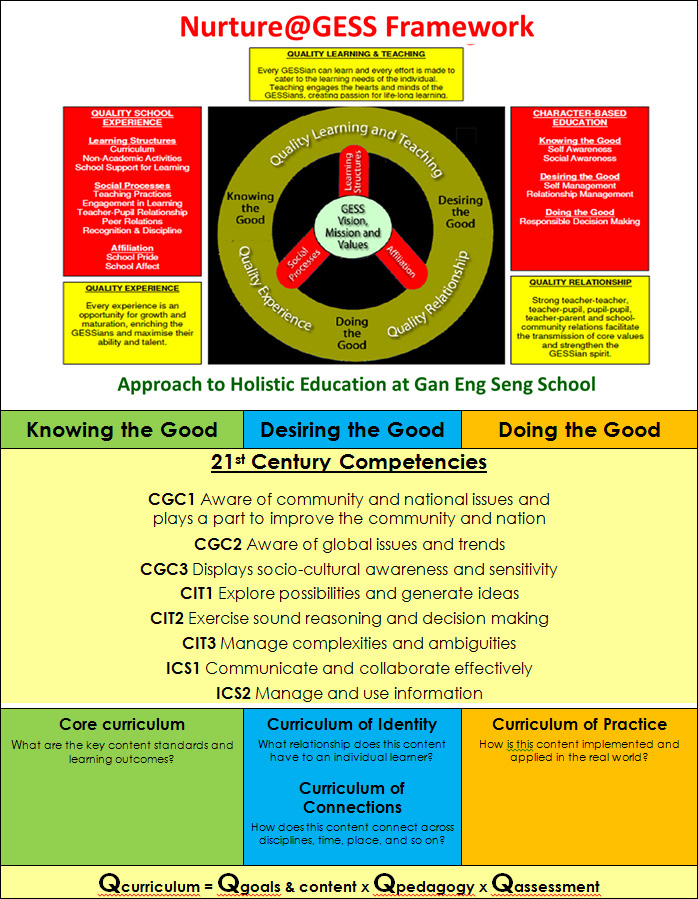 Nurture@GESS Framework
QUALITY LEARNING & TEACHING
Every GESSian can learn and every effort is made to
cater to the learning needs of the individual.
Teaching engages the hearts and minds of the
GESSians, creating passion for life-long learning.
QUALITY SCHOOL
EXPERIENCE
Learning Structures
Curriculum
Non-Academic Activities
School Support for Learning
Social Processes
Teaching Practices
Engagement in Learning
Teacher-Pupil Relationship
Peer Relations
Recognition & Discipline
Affiliation
School Pride
School Affect
QUALITY EXPERIENCE
Every experience is an
opportunity for growth and
maturation, enriching the
GESSians and maximise their
ability and talent.
Quality Learning and Teaching
Learning
Structures
Knowing
the
Good
GESS
Vision,
Mission and
Values
Desiring
the
Good
Social
Processes
Affiliation
Quality Experience
Doing
the
Good
Quality Relationship
CHARACTER-BASED
EDUCATION
Knowing the Good
Self Awareness
Social Awareness
Desiring the Good
Self Management
Relationship Management
Doing the Good
Responsible Decision Making
QUALITY RELATIONSHIP
Strong teacher-teacher,
teacher-pupil, pupil-pupil,
teacher-parent and school-
community relations facilitate
the transmission of core values
and strengthen the
GESSian spirit.
Approach to Holistic Education at Gan Eng Seng School
Knowing the Good
Desiring the Good
Doing the Good
21st Century Competencies
CGC1 Aware of community and national issues and
plays a part to improve the community and nation
CGC2 Aware of global issues and trends
CGC3 Displays socio-cultural awareness and sensitivity
CIT1 Explore possibilities and generate ideas
CIT2 Exercise sound reasoning and decision making
CIT3 Manage complexities and ambiguities
ICS1 Communicate and collaborate effectively
ICS2 Manage and use information
Core curriculum
What are the key content standards and
learning outcomes?
Curriculum of Identity
What relationship does this content
have to an individual learner?
Curriculum of
Connections
How does this content connect across
disciplines, time, place, and so on?
Curriculum of Practice
How is this content implemented and
applied in the real world?
Qcurriculum = Qgoals & content x Qpedagogy x Qassessment